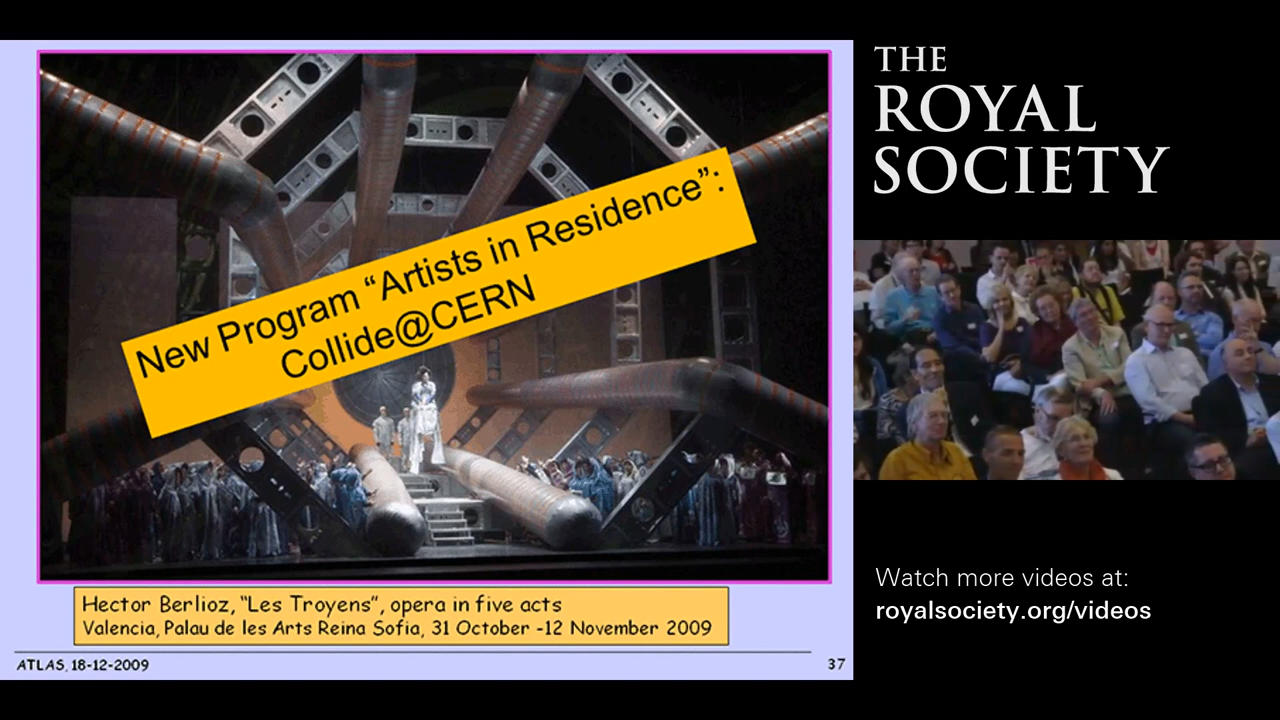 New Program “Artists in Residence”:
Collide@CERN
Hector Berlioz, “Les Troyens”, opera in five acts
Valencia, Palau de les Arts Reina Sofia, 31 October -12 November 2009
ATLAS, 18-12-2009
37
THE
ROYAL
SOCIETY
Watch more videos at:
royalsociety.org/videos